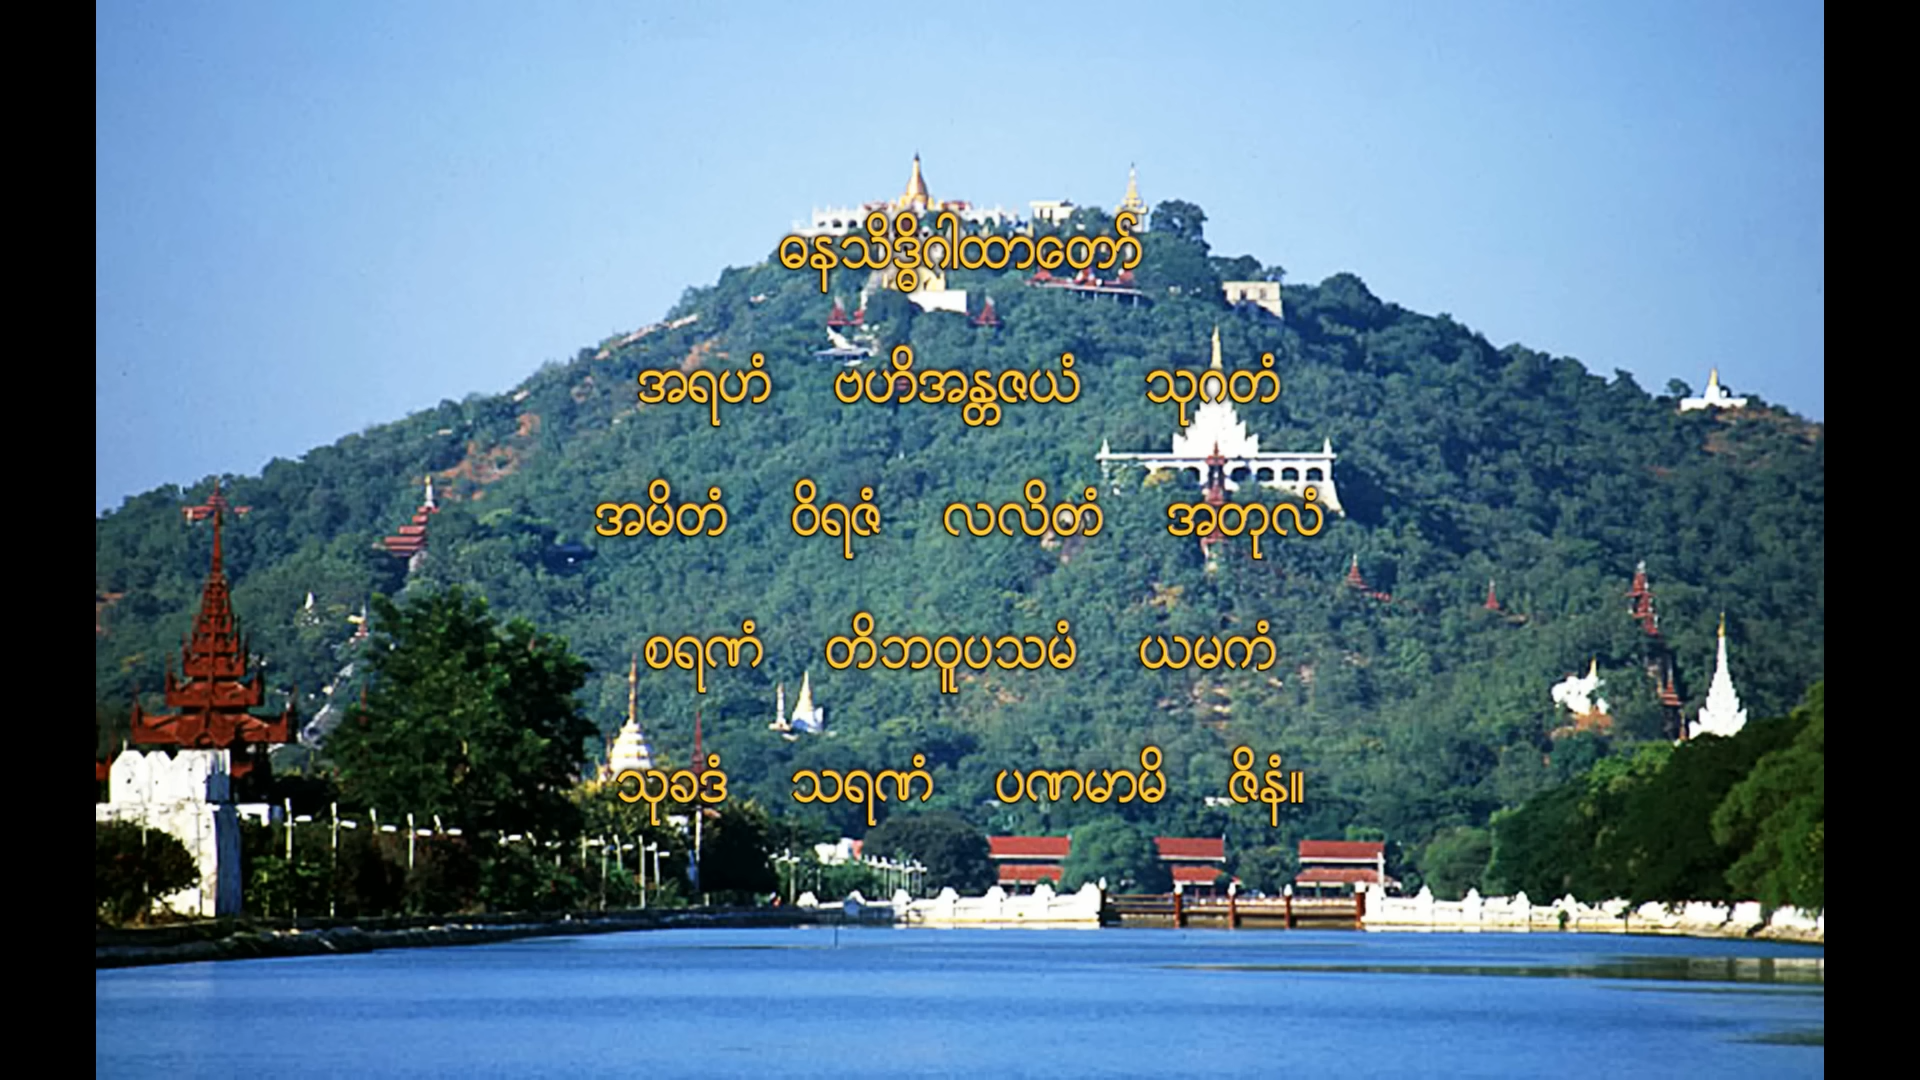 ဓနသိဒ္ဓိဂါထာတော်
အရဟံ ဗဟိအန္တဇယံ သုဂတံ
အမိတံ ဝိရဇံ လလိတံ အတုလံ
စရဏံ တိဘဝူပသမံ ယမကံ
သုခဒံ သရဏံ ပဏမာမိ ဇိနံ။